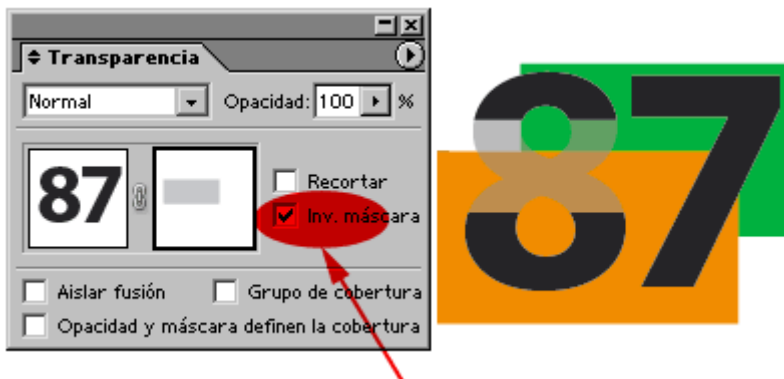 Transparencia
Normal Opacidad: 100 %
87
Recortar
Inv. máscara
Aislar fusión Grupo de cobertura
Opacidad y máscara definen la cobertura
87